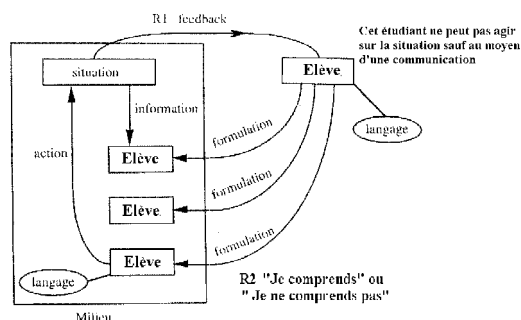 R1 feedback
Cet étudiant ne peut pas agir
sur la situation sauf au moyen
d'une communication
situation
Elève
information
langage
formulation
action
Elève
formulation
Elève
formulation
Elève
langage
R2 "Je comprends" ou
" Je ne comprends pas"
Milieu